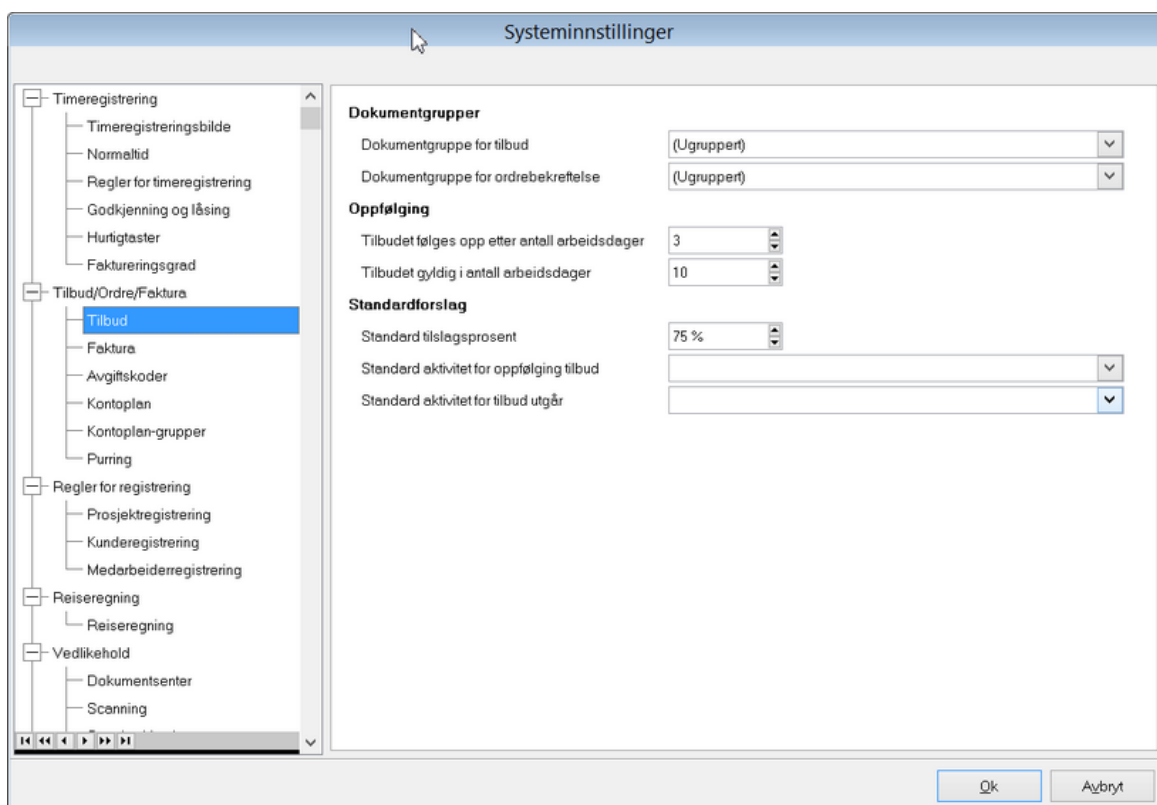 Systeminnstillinger
Timeregistrering
Timeregistreringsbilde
Normaltid
Regler for timeregistrering
Godkjenning og låsing
Hurtigtaster
Faktureringsgrad
Tilbud/Ordre/Faktura
Tilbud
Faktura
Avgiftskoder
Kontoplan
Kontoplan-grupper
Purring
Regler for registrering
Prosjektregistrering
Kunderegistrering
Medarbeiderregistrering
Reiseregning
Reiseregning
Vedlikehold
Dokumentsenter
Scanning
Dokumentgrupper
Dokumentgruppe for tilbud (Ugruppert)
Dokumentgruppe for ordrebekreftelse (Ugruppert)
Oppfølging
Tilbudet følges opp etter antall arbeidsdager 3
Tilbudet gyldig i antall arbeidsdager 10
Standardforslag
Standard tilslagsprosent 75 %
Standard aktivitet for oppfølging tilbud
Standard aktivitet for tilbud utgår
Ok Avbryt